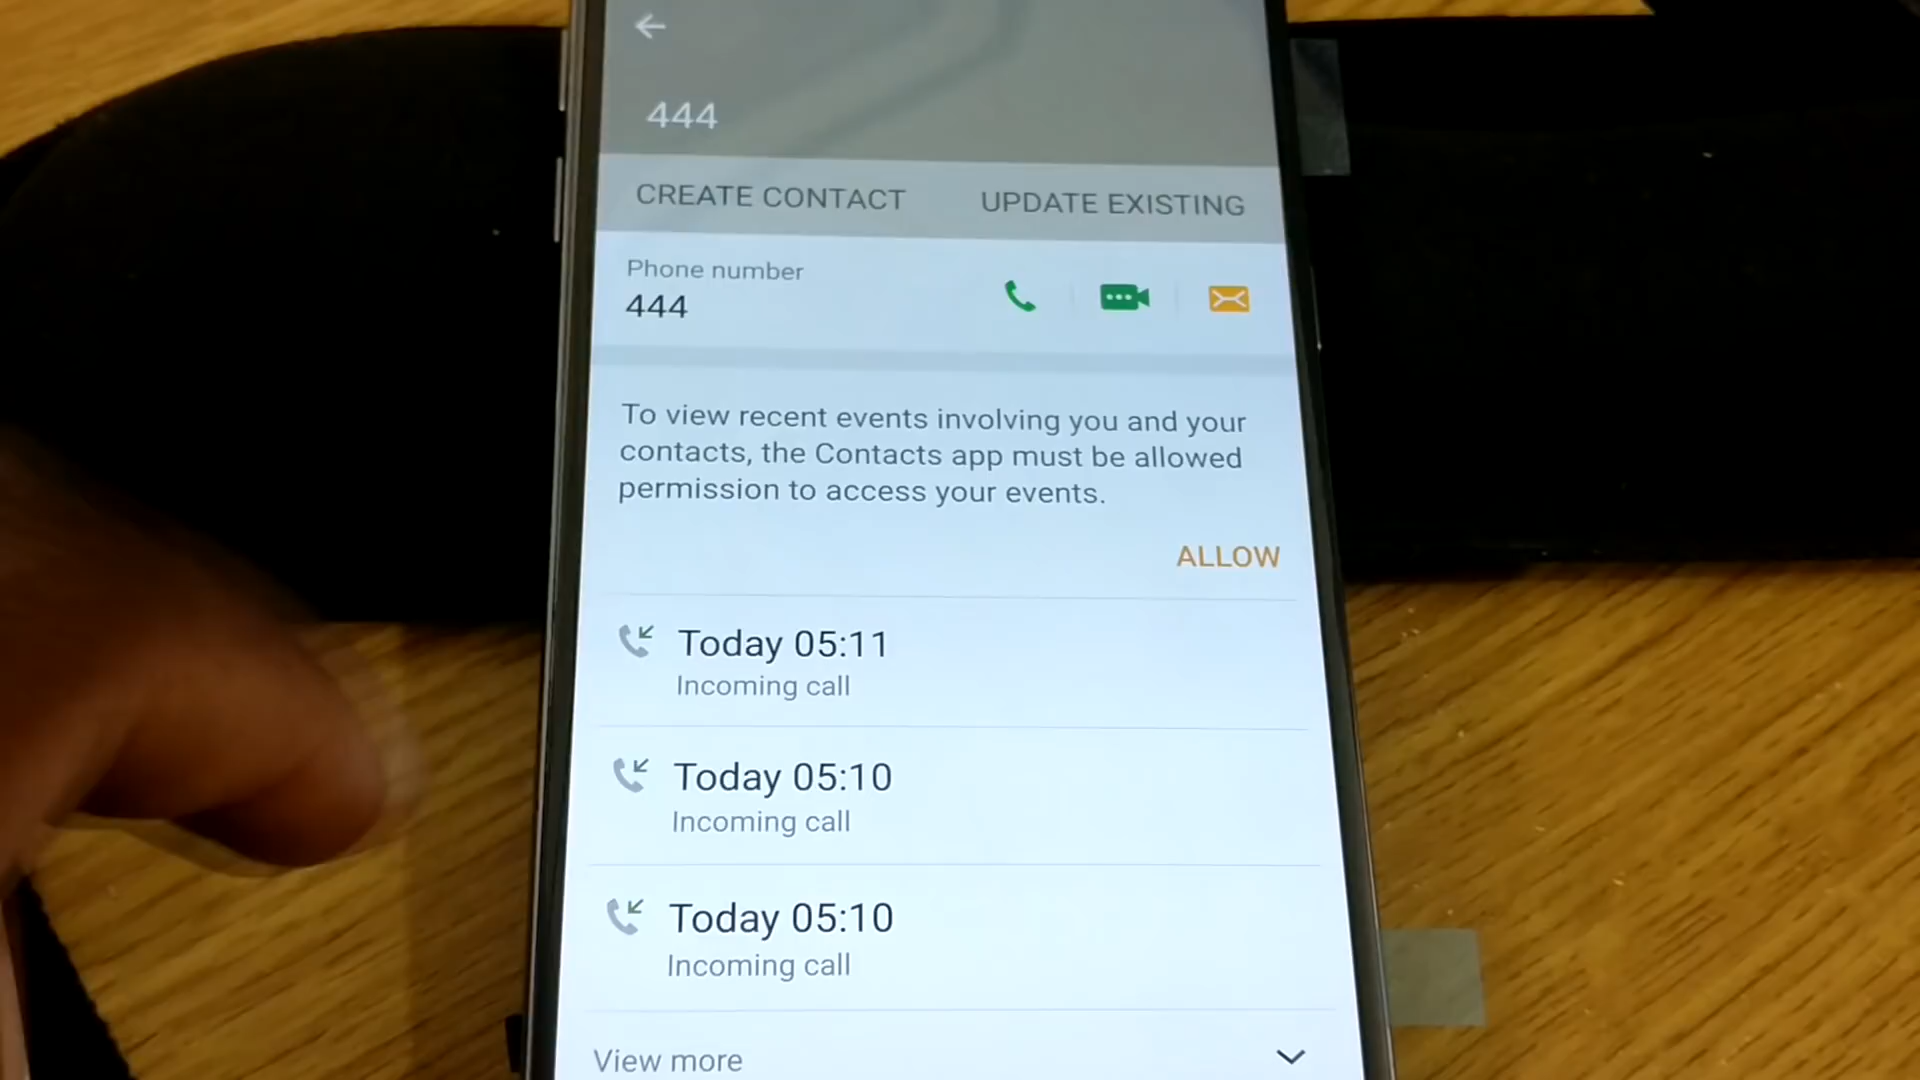 444
CREATE CONTACT UPDATE EXISTING
Phone number
444
To view recent events involving you and your
contacts, the Contacts app must be allowed
permission to access your events.
ALLOW
Today 05:11
Incoming call
Today 05:10
Incoming call
Today 05:10
Incoming call
View more